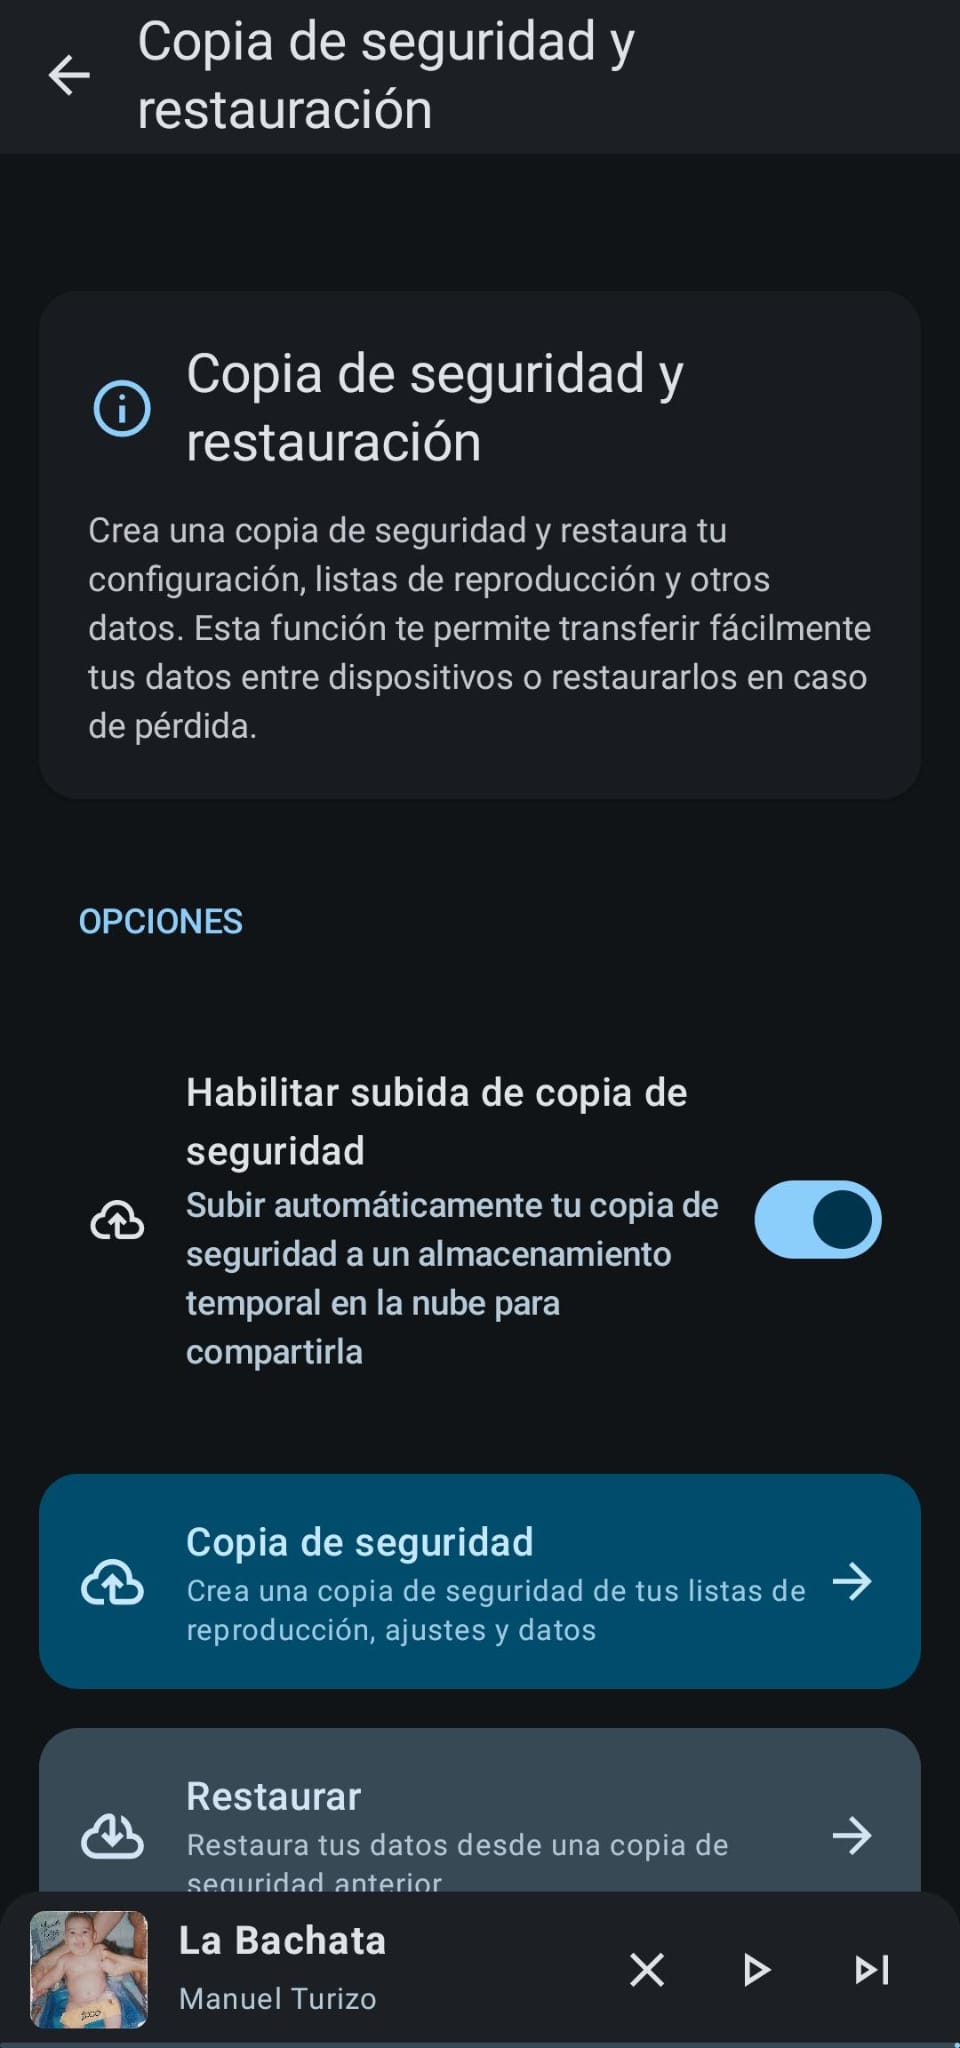 Copia de seguridad y
restauración
Copia de seguridad y
restauración
Crea una copia de seguridad y restaura tu
configuración, listas de reproducción y otros
datos. Esta función te permite transferir fácilmente
tus datos entre dispositivos o restaurarlos en caso
de pérdida.
OPCIONES
Habilitar subida de copia de
seguridad
Subir automáticamente tu copia de
seguridad a un almacenamiento
temporal en la nube para
compartirla
Copia de seguridad
Crea una copia de seguridad de tus listas de
reproducción, ajustes y datos
Restaurar
Restaura tus datos desde una copia de
seguridad anterior
La Bachata
Manuel Turizo